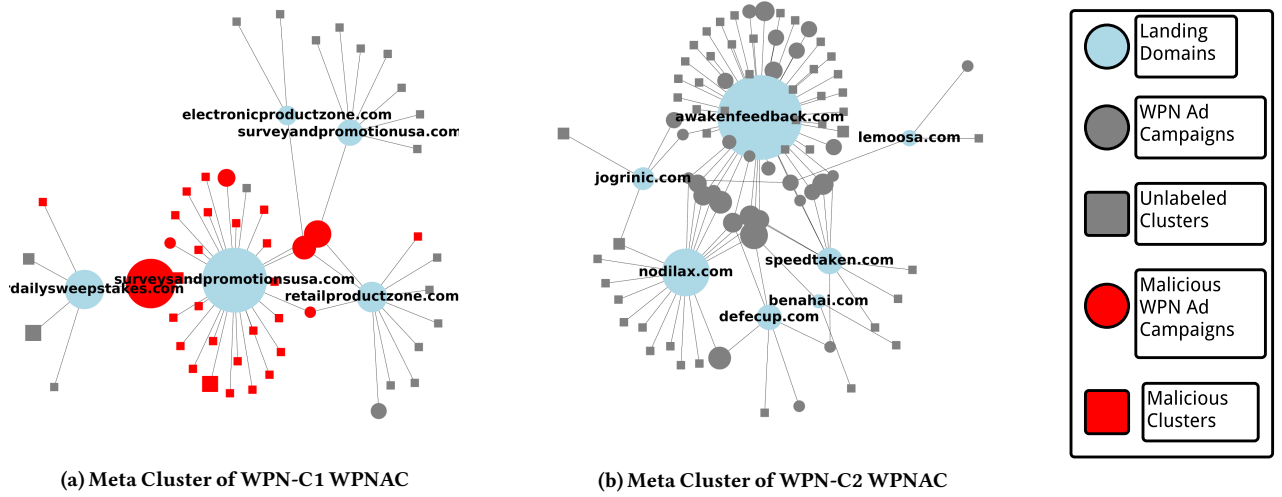 electronicproductzone.com
surveyandpromotionusa.com
surveysandpromotionsusa.com
rdailysweepstakes.com
retailproductzone.com
(a) Meta Cluster of WPN-C1 WPNAC
awakenfeedback.com
lemoosa.com
jogrinic.com
nodilax.com
speedtaken.com
benahai.com
defecup.com
(b) Meta Cluster of WPN-C2 WPNAC
Landing
Domains
WPN Ad
Campaigns
Unlabeled
Clusters
Malicious
WPN Ad
Campaigns
Malicious
Clusters